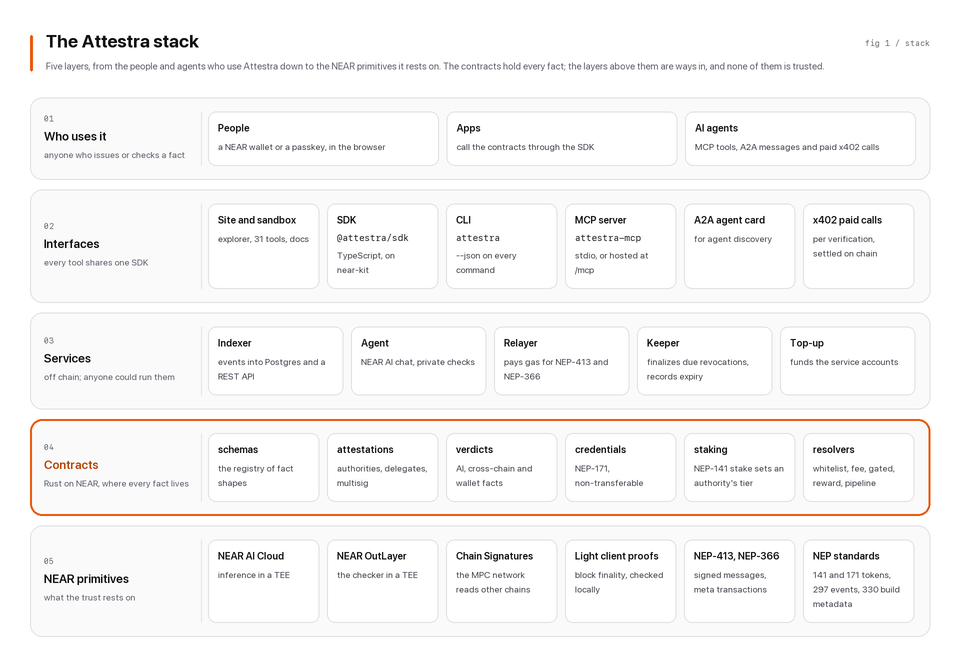 The Attestra stack
fig 1 / stack
Five layers, from the people and agents who use Attestra down to the NEAR primitives it rests on. The contracts hold every fact; the layers above them are ways in, and none of them is trusted.
01
Who uses it
anyone who issues or checks a fact
People
a NEAR wallet or a passkey, in the browser
Apps
call the contracts through the SDK
AI agents
MCP tools, A2A messages and paid x402 calls
02
Interfaces
every tool shares one SDK
Site and sandbox
explorer, 31 tools, docs
SDK
@attestra/sdk
TypeScript, on
near-kit
CLI
attestra
--json on every
command
MCP server
attestra-mcp
stdio, or hosted at
/mcp
A2A agent card
for agent discovery
x402 paid calls
per verification,
settled on chain
03
Services
off chain; anyone could run them
Indexer
events into Postgres and a
REST API
Agent
NEAR AI chat, private checks
Relayer
pays gas for NEP-413 and
NEP-366
Keeper
finalizes due revocations,
records expiry
Top-up
funds the service accounts
04
Contracts
Rust on NEAR, where every fact lives
schemas
the registry of fact
shapes
attestations
authorities, delegates,
multisig
verdicts
AI, cross-chain and
wallet facts
credentials
NEP-171,
non-transferable
staking
NEP-141 stake sets an
authority's tier
resolvers
whitelist, fee, gated,
reward, pipeline
05
NEAR primitives
what the trust rests on
NEAR AI Cloud
inference in a TEE
NEAR OutLayer
the checker in a TEE
Chain Signatures
the MPC network
reads other chains
Light client proofs
block finality, checked
locally
NEP-413, NEP-366
signed messages,
meta transactions
NEP standards
141 and 171 tokens,
297 events, 330 build
metadata